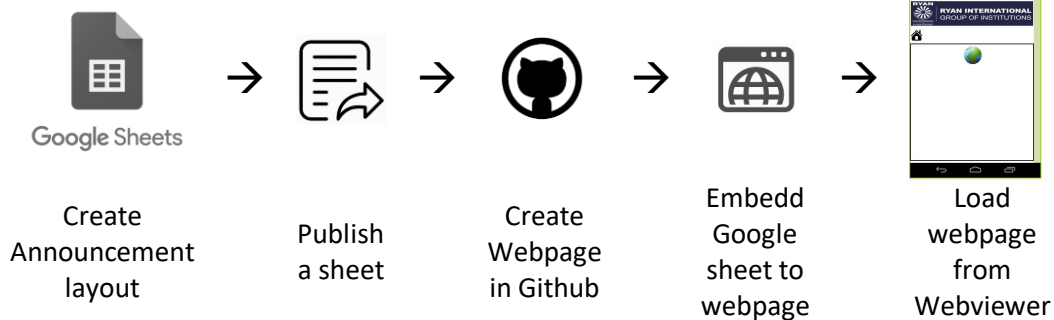 RYAN
RYAN INTERNATIONAL
GROUP OF INSTITUTIONS
Google Sheets
Create
Announcement
layout
Publish
a sheet
Create
Webpage
in Github
Embedd
Google
sheet to
webpage
Load
webpage
from
Webviewer